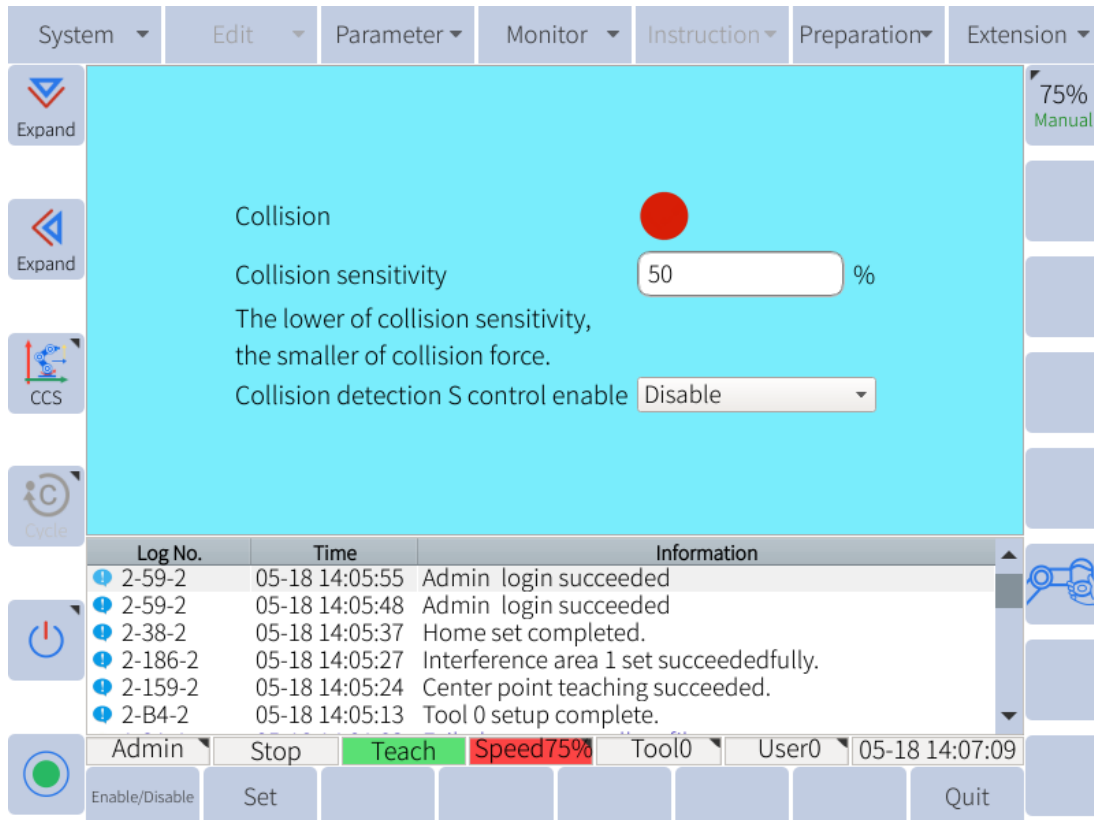 System Edit Parameter Monitor Instruction Preparation Extension
Expand
75%
Manual
Expand
CCS
Cycle
Collision
Collision sensitivity 50 %
The lower of collision sensitivity,
the smaller of collision force.
Collision detection S control enable Disable
Log No. Time Information
2-59-2 05-18 14:05:55 Admin login succeeded
2-59-2 05-18 14:05:48 Admin login succeeded
2-38-2 05-18 14:05:37 Home set completed.
2-186-2 05-18 14:05:27 Interference area 1 set succeededfully.
2-159-2 05-18 14:05:24 Center point teaching succeeded.
2-B4-2 05-18 14:05:13 Tool 0 setup complete.
Admin Stop Teach Speed75% Tool0 User0 05-18 14:07:09
Enable/Disable Set Quit